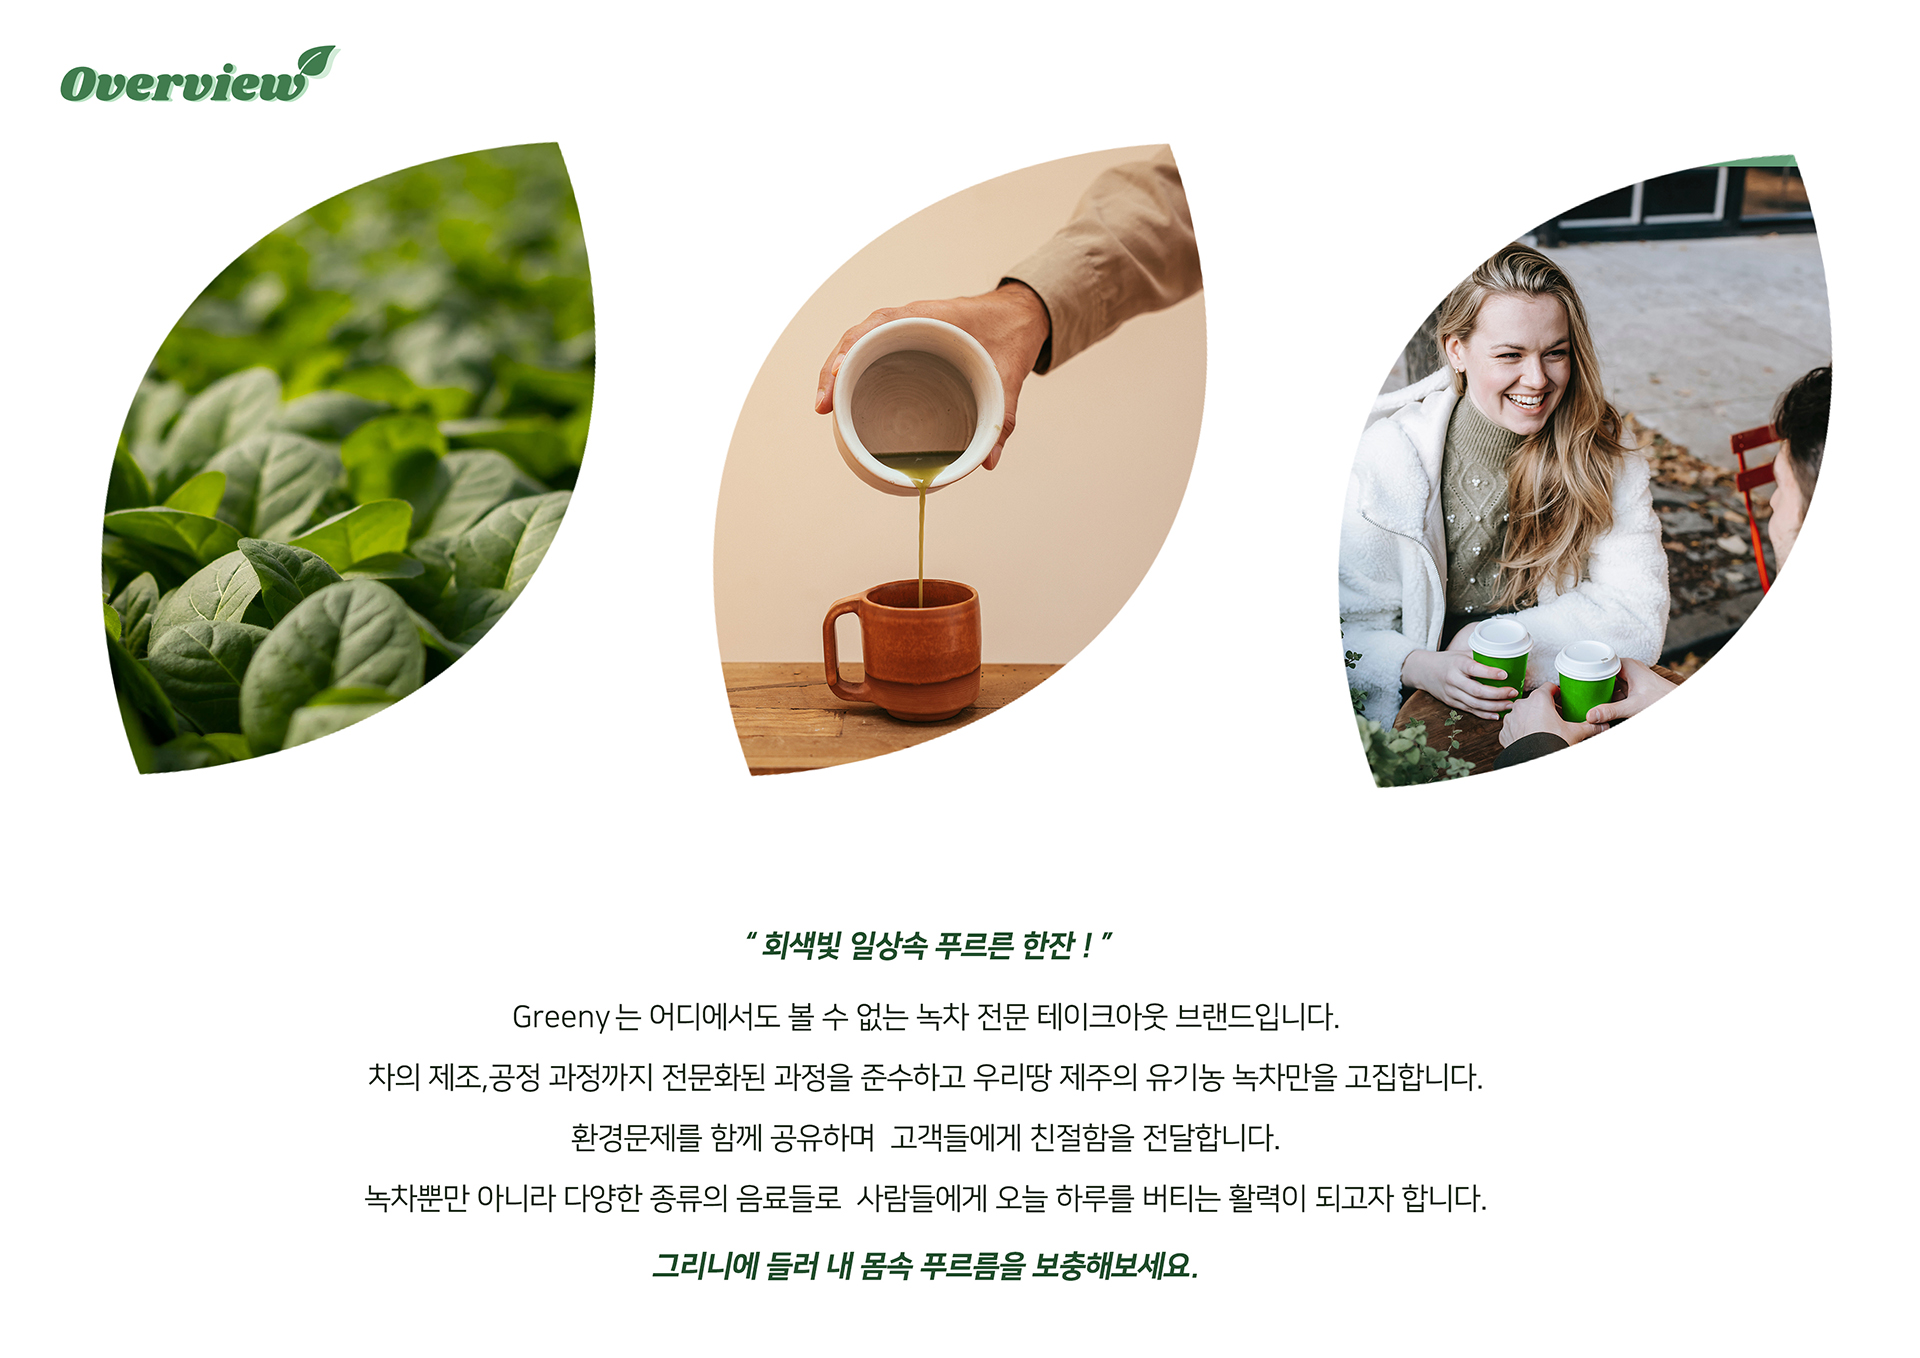 Overview
“ 회색빛 일상속 푸르른 한잔 ! ”
Greeny 는 어디에서도 볼 수 없는 녹차 전문 테이크아웃 브랜드입니다.
차의 제조,공정 과정까지 전문화된 과정을 준수하고 우리땅 제주의 유기농 녹차만을 고집합니다.
환경문제를 함께 공유하며 고객들에게 친절함을 전달합니다.
녹차뿐만 아니라 다양한 종류의 음료들로 사람들에게 오늘 하루를 버티는 활력이 되고자 합니다.
그리니에 들러 내 몸속 푸르름을 보충해보세요.